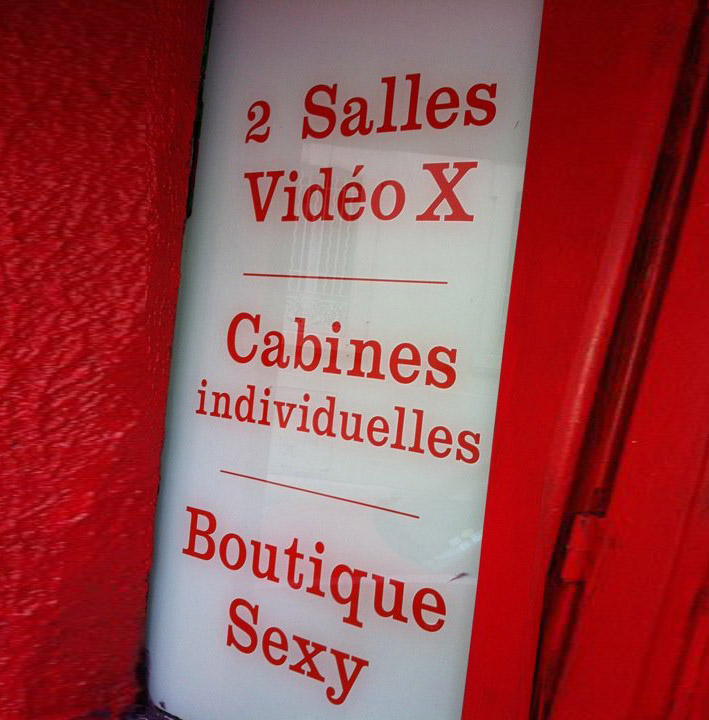 2 Salles
Vidéo X
Cabines
individuelles
Boutique
Sexy